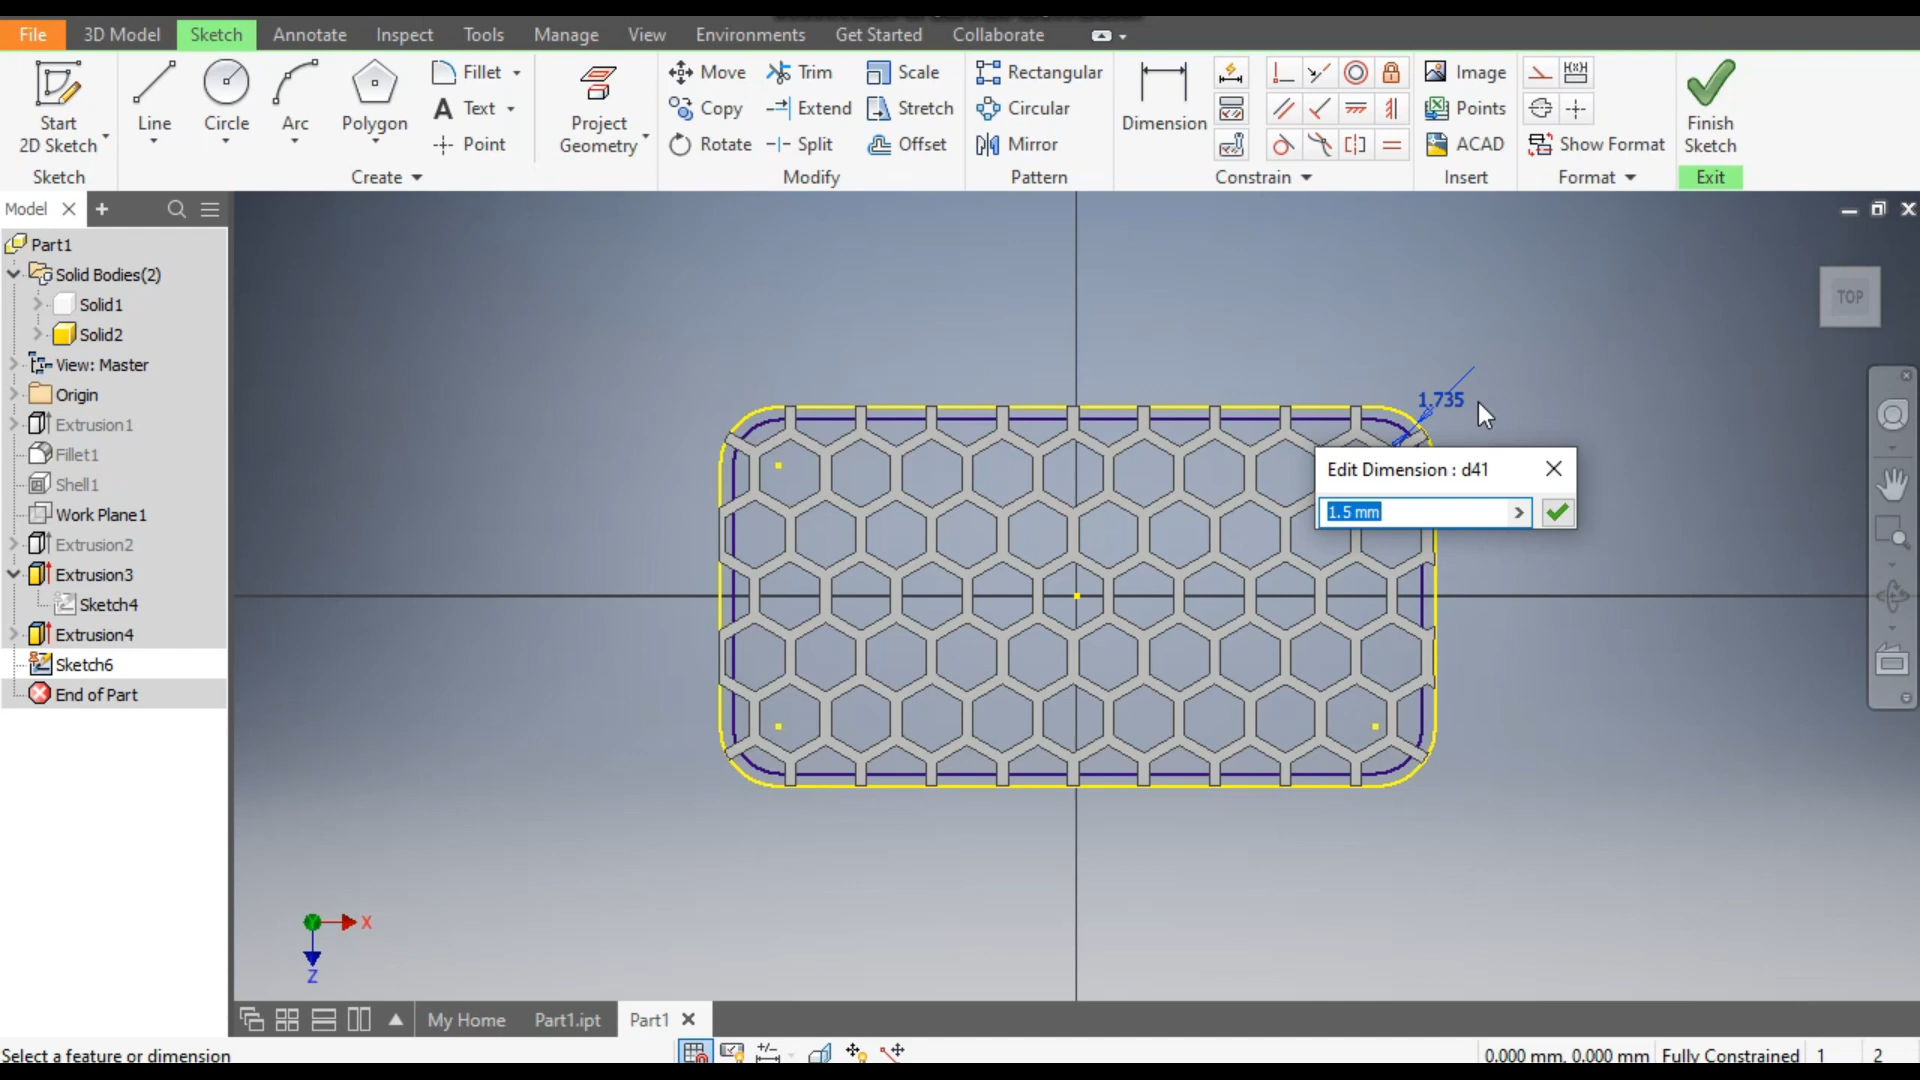 File 3D Model Sketch Annotate Inspect Tools Manage View Environments Get Started Collaborate
Start
2D Sketch
Line
Circle
Arc
Polygon
Fillet
Text
Point
Project
Geometry
Move
Copy
Rotate
Trim
Extend
Split
Scale
Stretch
Offset
Rectangular
Circular
Mirror
Dimension
Image
Points
ACAD
Show Format
Finish
Sketch
Sketch Create Modify Pattern Constrain Insert Format Exit
Model
Part1
Solid Bodies(2)
Solid1
Solid2
View: Master
Origin
Extrusion1
Fillet1
Shell1
Work Plane1
Extrusion2
Extrusion3
Sketch4
Extrusion4
Sketch6
End of Part
TOP
1.735
Edit Dimension : d41
1.5 mm
X
Z
My Home Part1.ipt Part1
Select a feature or dimension
0.000 mm, 0.000 mm Fully Constrained 1 2